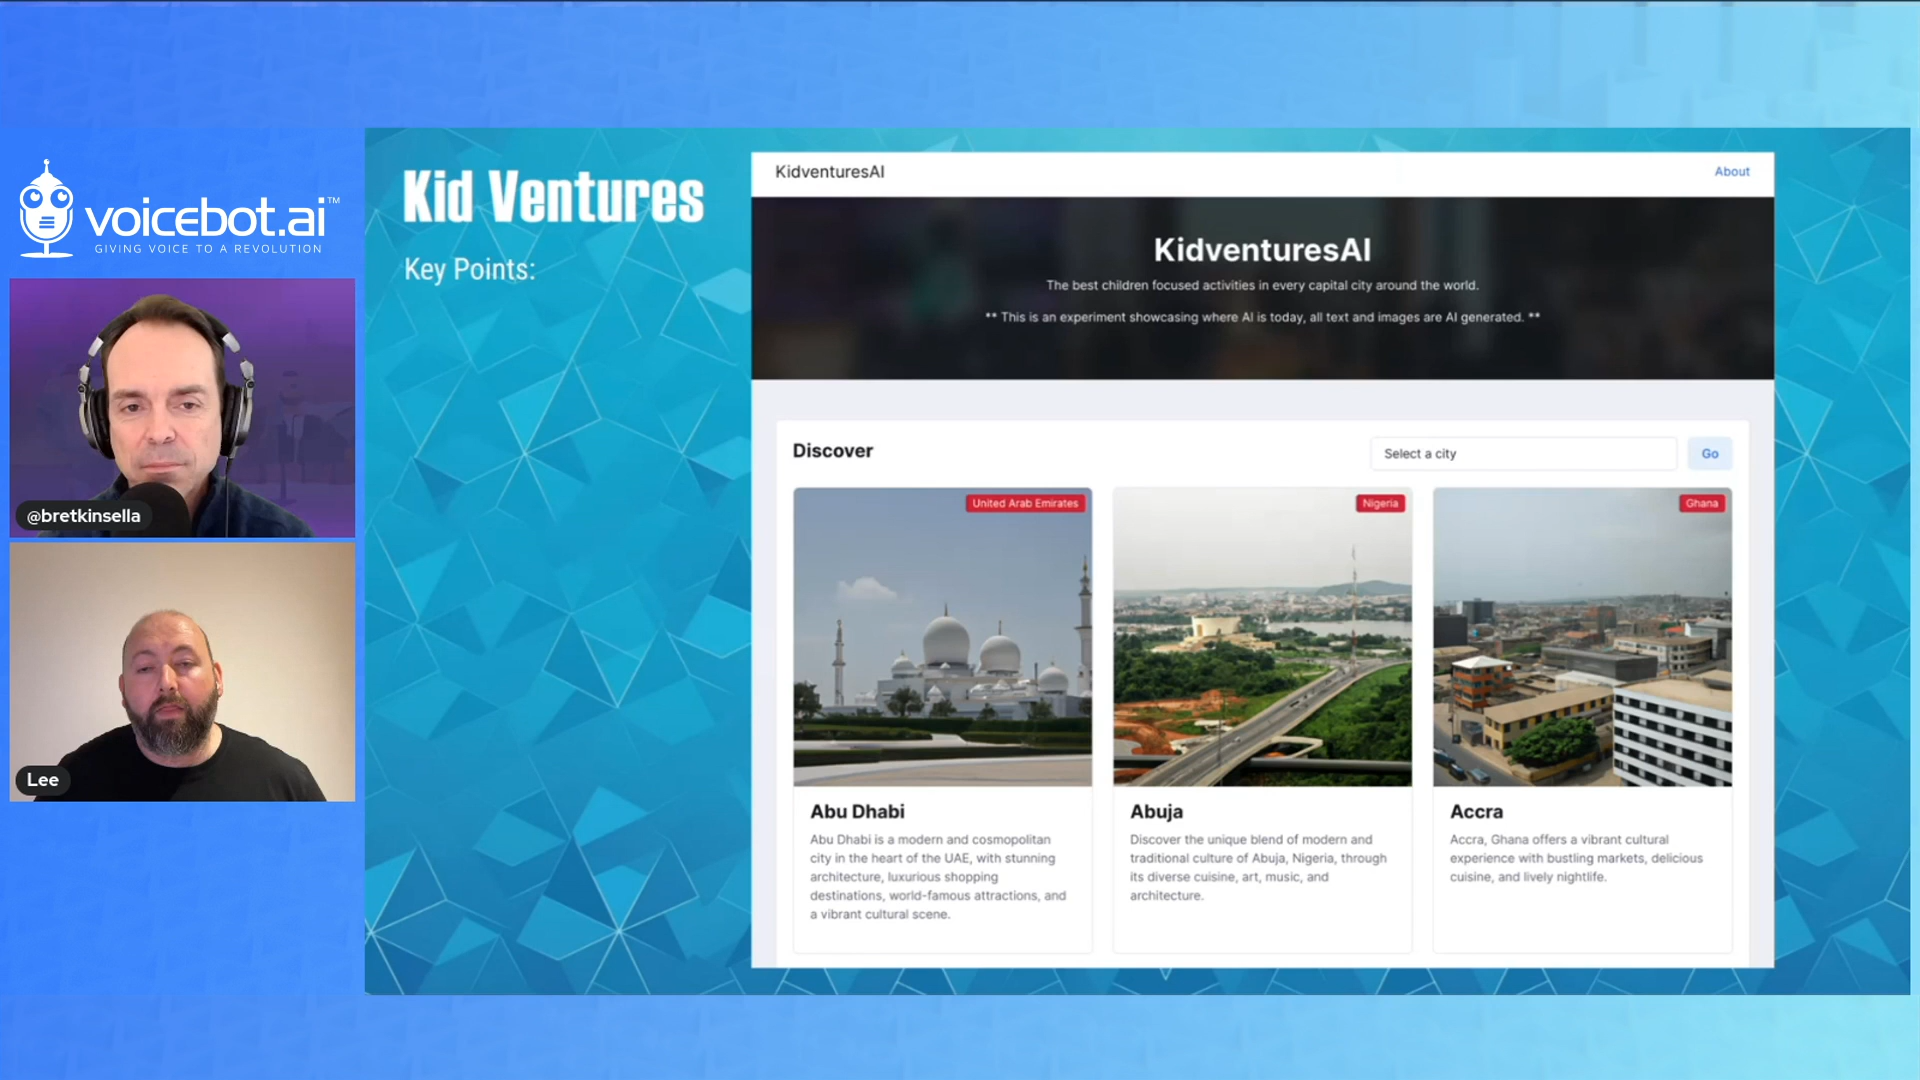 voicebot.ai™
GIVING VOICE TO A REVOLUTION
@bretkinsella
Lee
Kid Ventures
Key Points:
KidventuresAI
About
KidventuresAI
The best children focused activities in every capital city around the world.
** This is an experiment showcasing where AI is today, all text and images are AI generated. **
Discover
Select a city
Go
United Arab Emirates
Abu Dhabi
Abu Dhabi is a modern and cosmopolitan
city in the heart of the UAE, with stunning
architecture, luxurious shopping
destinations, world-famous attractions, and
a vibrant cultural scene.
Nigeria
Abuja
Discover the unique blend of modern and
traditional culture of Abuja, Nigeria, through
its diverse cuisine, art, music, and
architecture.
Ghana
Accra
Accra, Ghana offers a vibrant cultural
experience with bustling markets, delicious
cuisine, and lively nightlife.